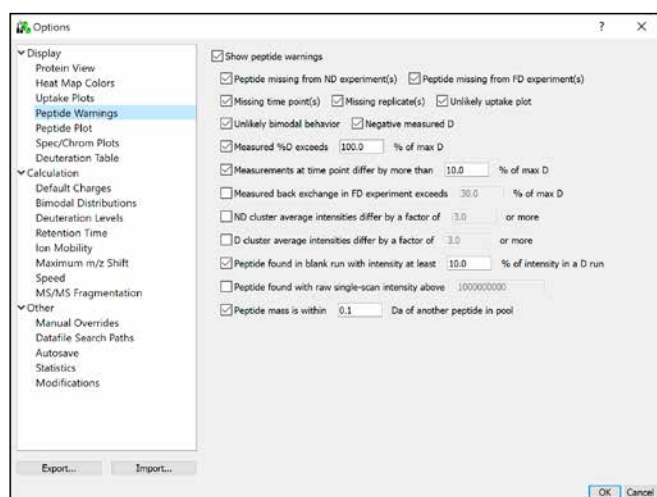 Options
? ×
Display
Protein View
Heat Map Colors
Uptake Plots
Peptide Warnings
Peptide Plot
Spec/Chrom Plots
Deuteration Table
Calculation
Default Charges
Bimodal Distributions
Deuteration Levels
Retention Time
Ion Mobility
Maximum m/z Shift
Speed
MS/MS Fragmentation
Other
Manual Overrides
Datafile Search Paths
Autosave
Statistics
Modifications
Export... Import...
Show peptide warnings
Peptide missing from ND experiment(s) Peptide missing from FD experiment(s)
Missing time point(s) Missing replicate(s) Unlikely uptake plot
Unlikely bimodal behavior Negative measured D
Measured %D exceeds 100.0 % of max D
Measurements at time point differ by more than 10.0 % of max D
Measured back exchange in FD experiment exceeds 30.0 % of max D
ND cluster average intensities differ by a factor of 3.0 or more
D cluster average intensities differ by a factor of 3.0 or more
Peptide found in blank run with intensity at least 10.0 % of intensity in a D run
Peptide found with raw single-scan intensity above 1000000000
Peptide mass is within 0.1 Da of another peptide in pool
OK Cancel